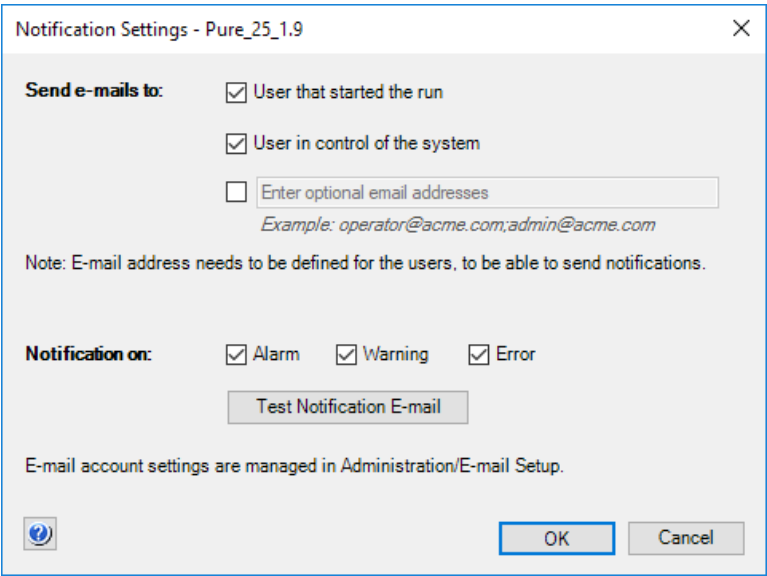 Notification Settings - Pure_25_1.9
Send e-mails to:
User that started the run
User in control of the system
Enter optional email addresses
Example: operator@acme.com;admin@acme.com
Note: E-mail address needs to be defined for the users, to be able to send notifications.
Notification on: Alarm Warning Error
Test Notification E-mail
E-mail account settings are managed in Administration/E-mail Setup.
OK Cancel